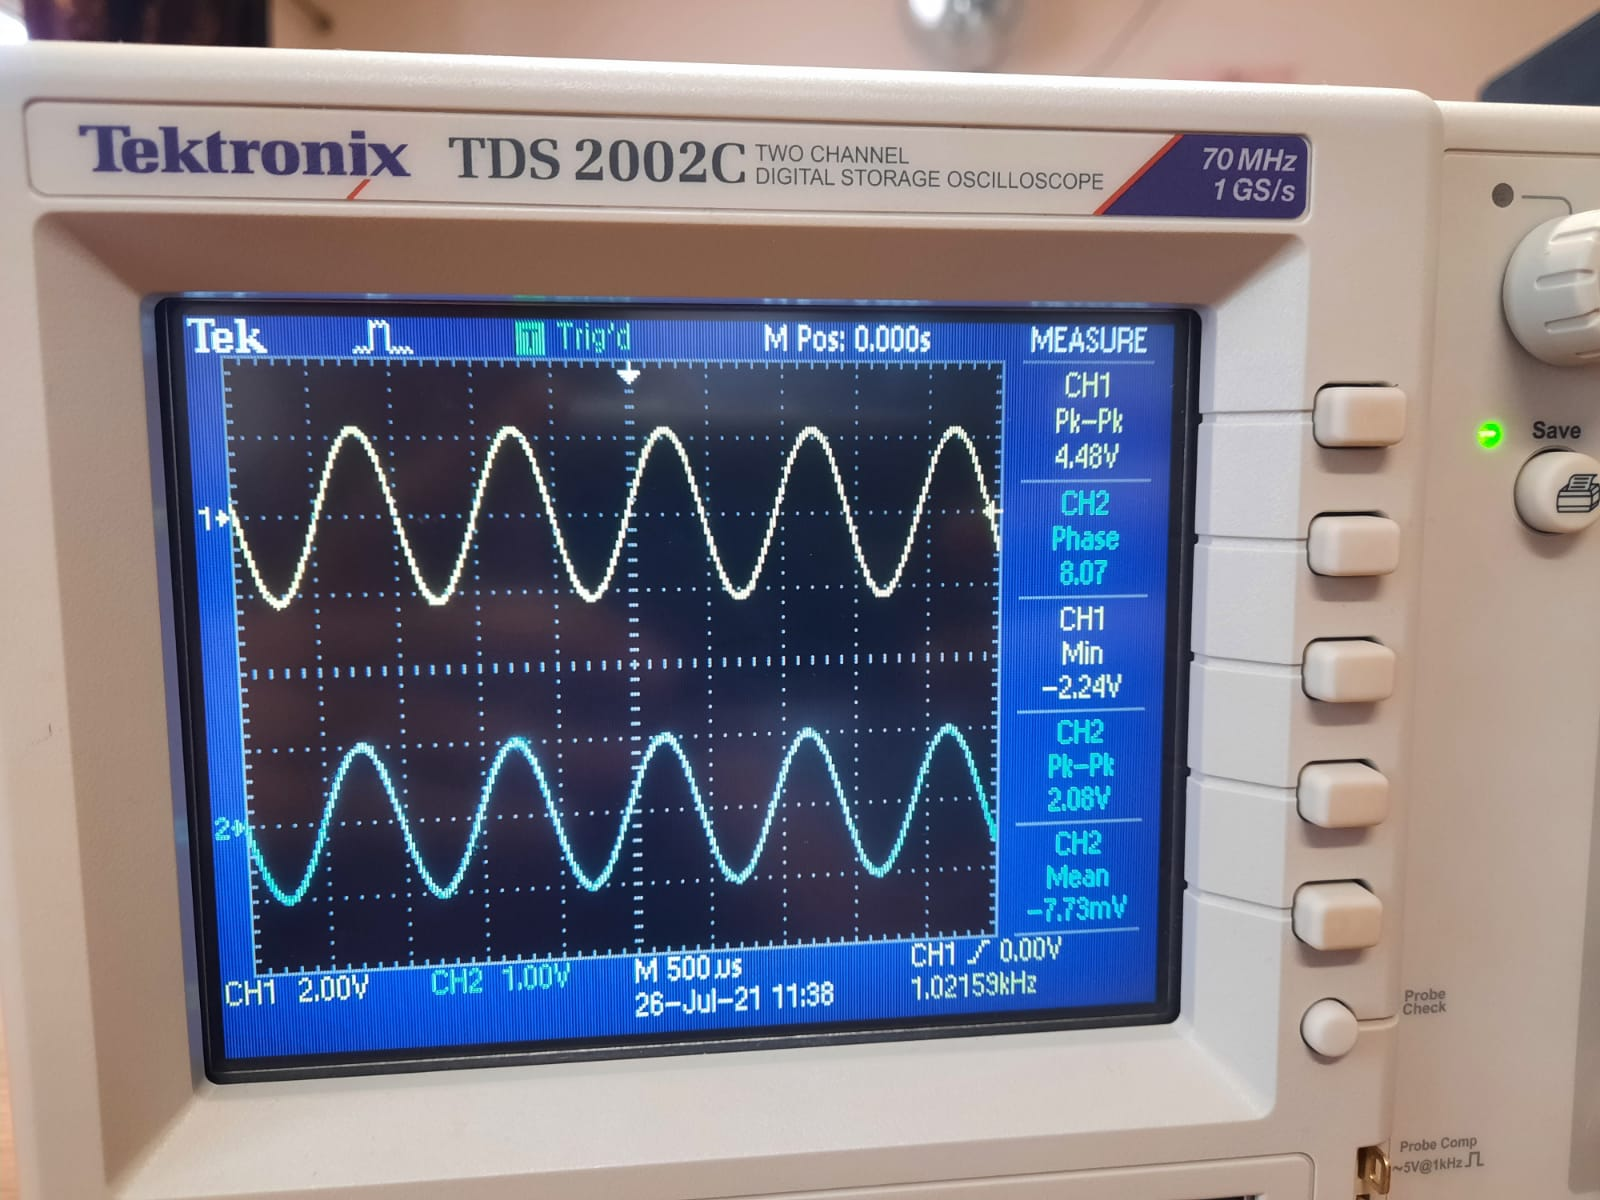 Tektronix TDS 2002C TWO CHANNEL
DIGITAL STORAGE OSCILLOSCOPE
70 MHz
1 GS/s
Tek Trig'd M Pos: 0.000s MEASURE
CH1
Pk-Pk
4.48V
CH2
Phase
8.07
CH1
Min
-2.24V
CH2
Pk-Pk
2.08V
CH2
Mean
-7.73mV
1
2
CH1 2.00V CH2 1.00V M 500µs CH1 0.00V
26-Jul-21 11:38 1.02159kHz
Save
Probe
Check
Probe Comp
~5V@1kHz